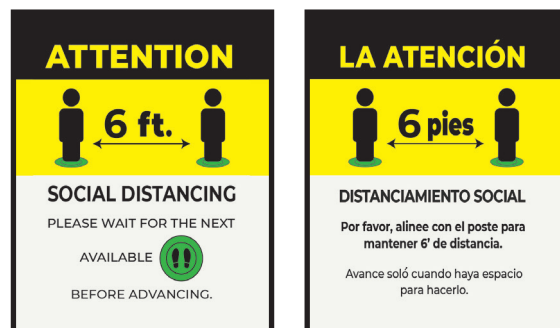 ATTENTION
6 ft.
SOCIAL DISTANCING
PLEASE WAIT FOR THE NEXT
AVAILABLE
BEFORE ADVANCING.
LA ATENCIÓN
6 pies
DISTANCIAMIENTO SOCIAL
Por favor, alinee con el poste para
mantener 6' de distancia.
Avance soló cuando haya espacio
para hacerlo.